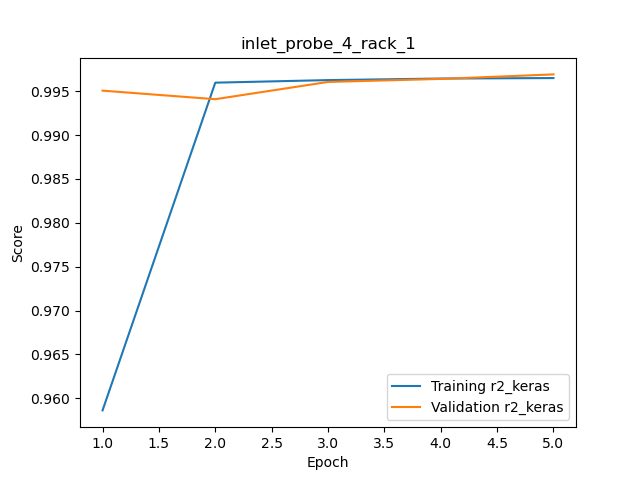 inlet_probe_4_rack_1
0.995
0.990
0.985
0.980
0.975
0.970
0.965
0.960
Score
1.0 1.5 2.0 2.5 3.0 3.5 4.0 4.5 5.0
Epoch
Training r2_keras
Validation r2_keras